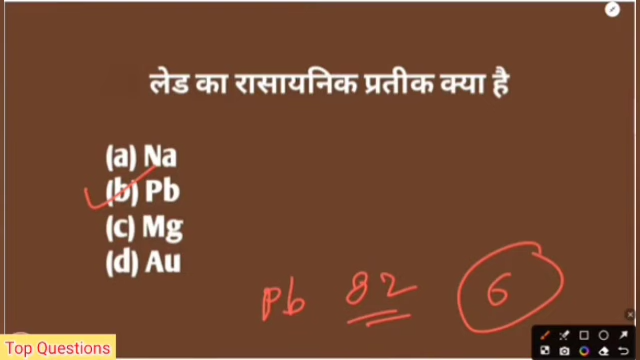 लेड का रासायनिक प्रतीक क्या है
(a) Na
(b) Pb
(c) Mg
(d) Au
Pb 82 6
Top Questions